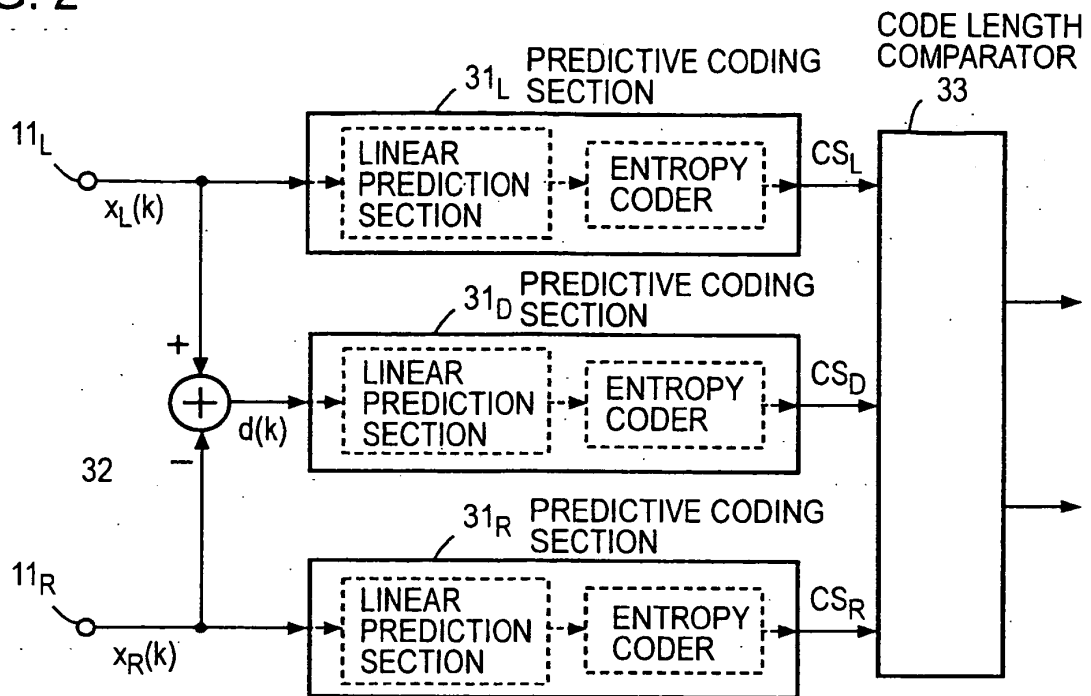 G. 2
CODE LENGTH
COMPARATOR
33
31L
PREDICTIVE CODING
SECTION
11L
xL(k)
LINEAR
PREDICTION
SECTION
ENTROPY
CODER
CSL
31D
PREDICTIVE CODING
SECTION
+
+
−
32
d(k)
LINEAR
PREDICTION
SECTION
ENTROPY
CODER
CSD
31R
PREDICTIVE CODING
SECTION
11R
xR(k)
LINEAR
PREDICTION
SECTION
ENTROPY
CODER
CSR